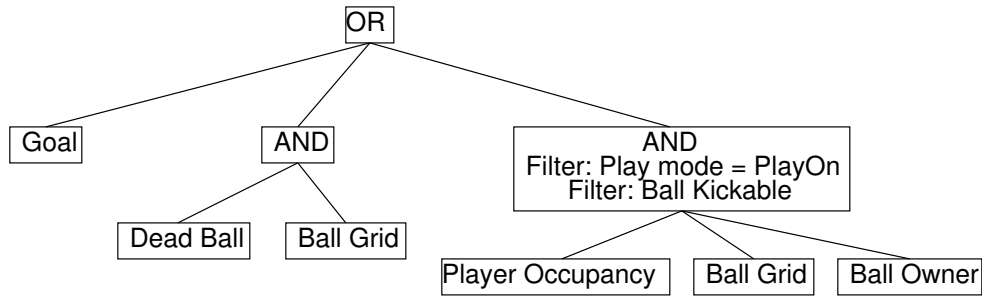 OR
Goal
AND
AND
Filter: Play mode = PlayOn
Filter: Ball Kickable
Dead Ball
Ball Grid
Player Occupancy
Ball Grid
Ball Owner